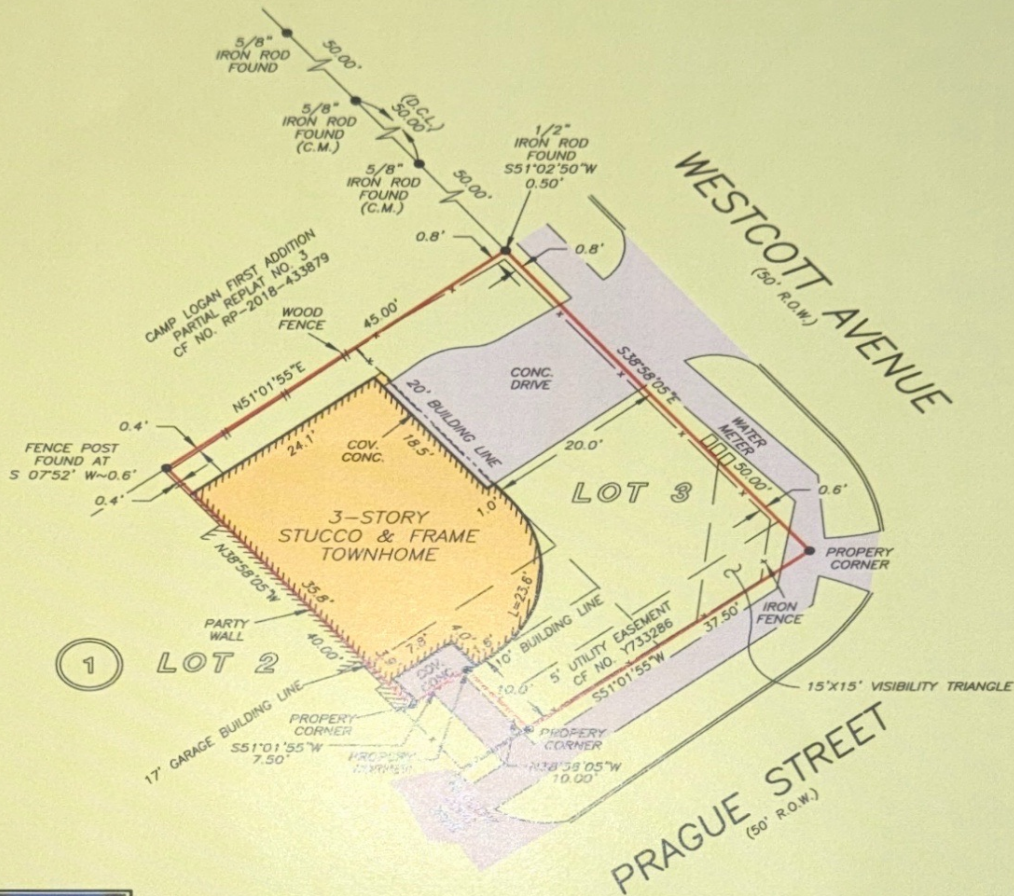 5/8"
IRON ROD
FOUND
50.00'
5/8"
IRON ROD
FOUND
(C.M.)
(D.C.L.)
50.00'
5/8"
IRON ROD
FOUND
(C.M.)
50.00'
1/2"
IRON ROD
FOUND
S51°02'50"W
0.50'
WESTCOTT AVENUE
(50' R.O.W.)
0.8'
0.8'
CAMP LOGAN FIRST ADDITION
PARTIAL REPLAT NO. 3
CF NO. RP-2018-433879
WOOD
FENCE
45.00'
N51°01'55"E
CONC.
DRIVE
S38°58'05"E
20' BUILDING LINE
WATER
METER
50.00'
0.4'
FENCE POST
FOUND AT
S 07°52' W~0.6'
0.4'
24.1'
COV.
CONC.
18.5'
20.0'
LOT 3
1.0'
0.6'
3-STORY
STUCCO & FRAME
TOWNHOME
PROPERY
CORNER
N38°58'05"W
35.8'
L=23.6'
IRON
FENCE
PARTY
WALL
40.00'
7.8'
4.0'
10' BUILDING LINE
5' UTILITY EASEMENT
CF NO. Y733286
37.50'
S51°01'55"W
1
LOT 2
COV.
CONC.
10.0'
15'X15' VISIBILITY TRIANGLE
17' GARAGE BUILDING LINE
PROPERY
CORNER
S51°01'55"W
7.50'
PROPERY
CORNER
PROPERY
CORNER
N38°58'05"W
10.00'
PRAGUE STREET
(50' R.O.W.)